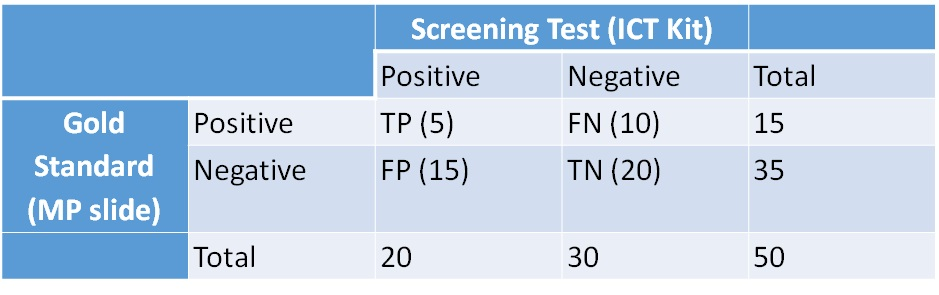 Screening Test (ICT Kit)
Positive Negative Total
Gold Standard (MP slide) Positive TP (5) FN (10) 15
Negative FP (15) TN (20) 35
Total 20 30 50